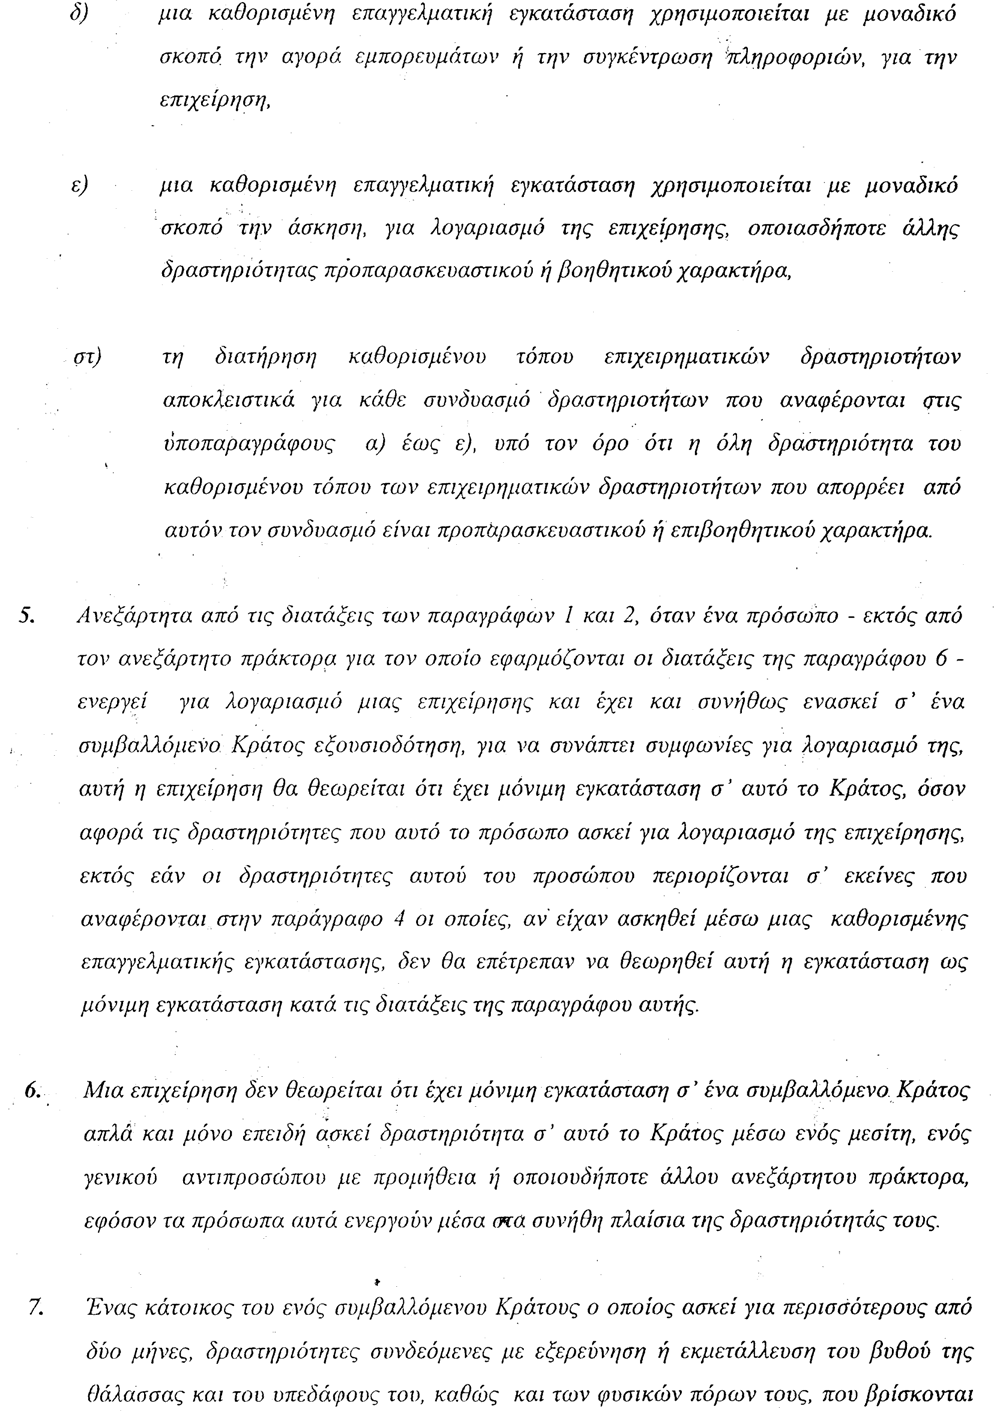 δ) μια καθορισμένη επαγγελματική εγκατάσταση χρησιμοποιείται με μοναδικό
σκοπό την αγορά εμπορευμάτων ή την συγκέντρωση πληροφοριών, για την
επιχείρηση,
ε) μια καθορισμένη επαγγελματική εγκατάσταση χρησιμοποιείται με μοναδικό
σκοπό την άσκηση, για λογαριασμό της επιχείρησης, οποιασδήποτε άλλης
δραστηριότητας προπαρασκευαστικού ή βοηθητικού χαρακτήρα,
στ) τη διατήρηση καθορισμένου τόπου επιχειρηματικών δραστηριοτήτων
αποκλειστικά για κάθε συνδυασμό δραστηριοτήτων που αναφέρονται στις
υποπαραγράφους α) έως ε), υπό τον όρο ότι η όλη δραστηριότητα του
καθορισμένου τόπου των επιχειρηματικών δραστηριοτήτων που απορρέει από
αυτόν τον συνδυασμό είναι προπαρασκευαστικού ή επιβοηθητικού χαρακτήρα.
5. Ανεξάρτητα από τις διατάξεις των παραγράφων 1 και 2, όταν ένα πρόσωπο - εκτός από
τον ανεξάρτητο πράκτορα για τον οποίο εφαρμόζονται οι διατάξεις της παραγράφου 6 -
ενεργεί για λογαριασμό μιας επιχείρησης και έχει και συνήθως ενασκεί σ' ένα
συμβαλλόμενο Κράτος εξουσιοδότηση, για να συνάπτει συμφωνίες για λογαριασμό της,
αυτή η επιχείρηση θα θεωρείται ότι έχει μόνιμη εγκατάσταση σ' αυτό το Κράτος, όσον
αφορά τις δραστηριότητες που αυτό το πρόσωπο ασκεί για λογαριασμό της επιχείρησης,
εκτός εάν οι δραστηριότητες αυτού του προσώπου περιορίζονται σ' εκείνες που
αναφέρονται στην παράγραφο 4 οι οποίες, αν είχαν ασκηθεί μέσω μιας καθορισμένης
επαγγελματικής εγκατάστασης, δεν θα επέτρεπαν να θεωρηθεί αυτή η εγκατάσταση ως
μόνιμη εγκατάσταση κατά τις διατάξεις της παραγράφου αυτής.
6. Μια επιχείρηση δεν θεωρείται ότι έχει μόνιμη εγκατάσταση σ' ένα συμβαλλόμενο Κράτος
απλά και μόνο επειδή ασκεί δραστηριότητα σ' αυτό το Κράτος μέσω ενός μεσίτη, ενός
γενικού αντιπροσώπου με προμήθεια ή οποιουδήποτε άλλου ανεξάρτητου πράκτορα,
εφόσον τα πρόσωπα αυτά ενεργούν μέσα στα συνήθη πλαίσια της δραστηριότητάς τους.
7. Ένας κάτοικος του ενός συμβαλλόμενου Κράτους ο οποίος ασκεί για περισσότερους από
δύο μήνες, δραστηριότητες συνδεόμενες με εξερεύνηση ή εκμετάλλευση του βυθού της
θάλασσας και του υπεδάφους του, καθώς και των φυσικών πόρων τους, που βρίσκονται